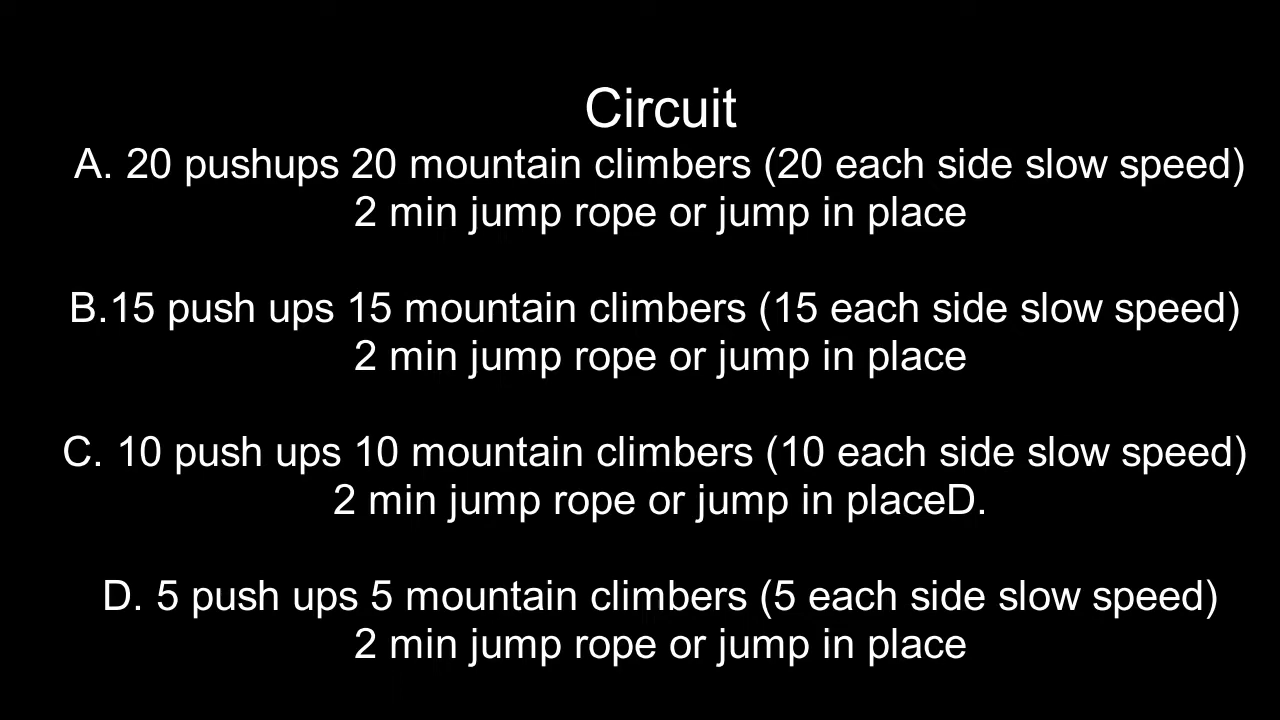 Circuit
A. 20 pushups 20 mountain climbers (20 each side slow speed)
2 min jump rope or jump in place
B.15 push ups 15 mountain climbers (15 each side slow speed)
2 min jump rope or jump in place
C. 10 push ups 10 mountain climbers (10 each side slow speed)
2 min jump rope or jump in placeD.
D. 5 push ups 5 mountain climbers (5 each side slow speed)
2 min jump rope or jump in place